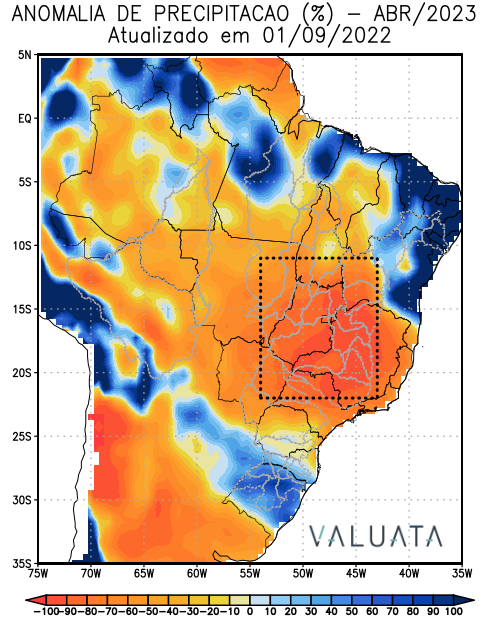 ANOMALIA DE PRECIPITACAO (%) – ABR/2023
Atualizado em 01/09/2022
5N
EQ
5S
10S
15S
20S
25S
30S
35S
VALUATA
75W 70W 65W 60W 55W 50W 45W 40W 35W
-100-90 -80 -70 -60 -50 -40 -30 -20 -10 0 10 20 30 40 50 60 70 80 90 100